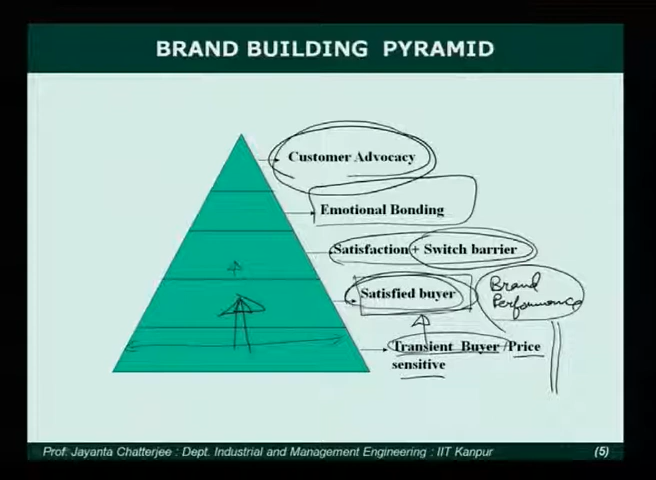 BRAND BUILDING PYRAMID
Customer Advocacy
Emotional Bonding
Satisfaction + Switch barrier
Satisfied buyer
Brand
Performance
Transient Buyer /Price
sensitive
Prof. Jayanta Chatterjee : Dept. Industrial and Management Engineering : IIT Kanpur
(5)